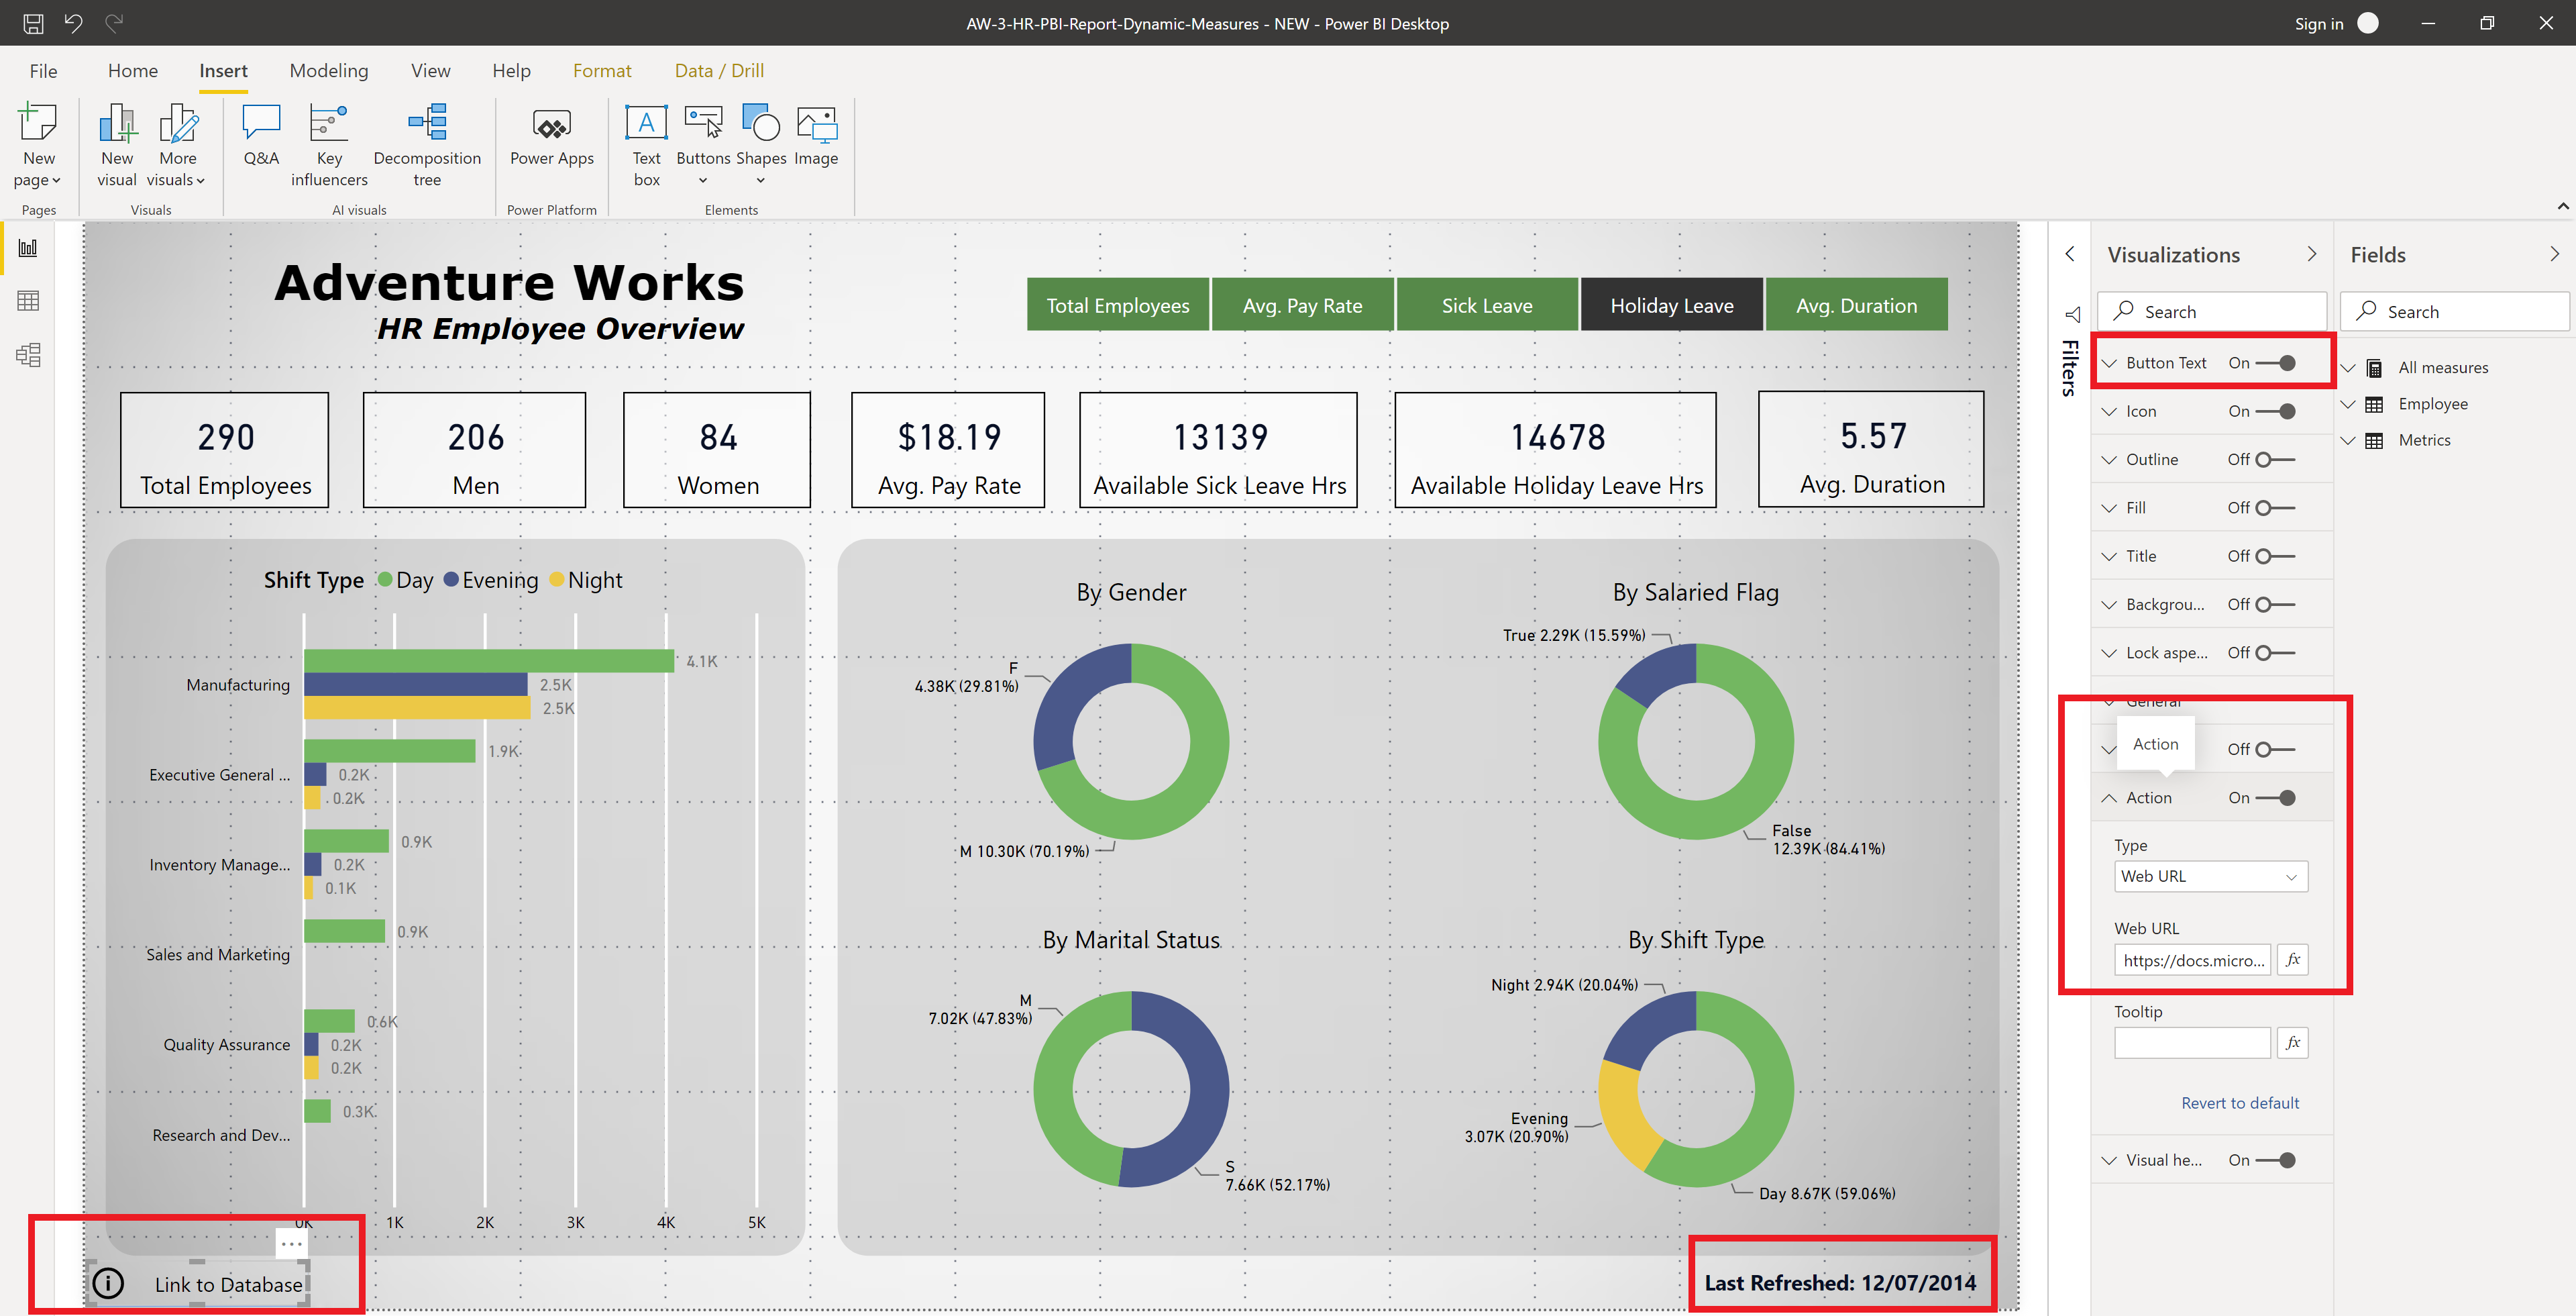 AW-3-HR-PBI-Report-Dynamic-Measures - NEW - Power BI Desktop
Sign in
File Home Insert Modeling View Help Format Data / Drill
New page
New visual
More visuals
Q&A
Key influencers
Decomposition tree
Power Apps
Text box
Buttons
Shapes
Image
Pages
Visuals
AI visuals
Power Platform
Elements
Adventure Works
HR Employee Overview
Total Employees
Avg. Pay Rate
Sick Leave
Holiday Leave
Avg. Duration
290
Total Employees
206
Men
84
Women
$18.19
Avg. Pay Rate
13139
Available Sick Leave Hrs
14678
Available Holiday Leave Hrs
5.57
Avg. Duration
Shift Type Day Evening Night
Manufacturing
4.1K
2.5K
2.5K
Executive General ...
1.9K
0.2K
0.2K
Inventory Manage...
0.9K
0.2K
0.1K
Sales and Marketing
0.9K
Quality Assurance
0.6K
0.2K
0.2K
Research and Dev...
0.3K
0K 1K 2K 3K 4K 5K
By Gender
F
4.38K (29.81%)
M 10.30K (70.19%)
By Salaried Flag
True 2.29K (15.59%)
False
12.39K (84.41%)
By Marital Status
M
7.02K (47.83%)
S
7.66K (52.17%)
By Shift Type
Night 2.94K (20.04%)
Evening
3.07K (20.90%)
Day 8.67K (59.06%)
...
Link to Database
Last Refreshed: 12/07/2014
Filters
Visualizations
Search
Button Text On
Icon On
Outline Off
Fill Off
Title Off
Backgrou... Off
Lock aspe... Off
General
Action
Off
Action On
Type
Web URL
Web URL
https://docs.micro...
fx
Tooltip
fx
Revert to default
Visual he... On
Fields
Search
All measures
Employee
Metrics